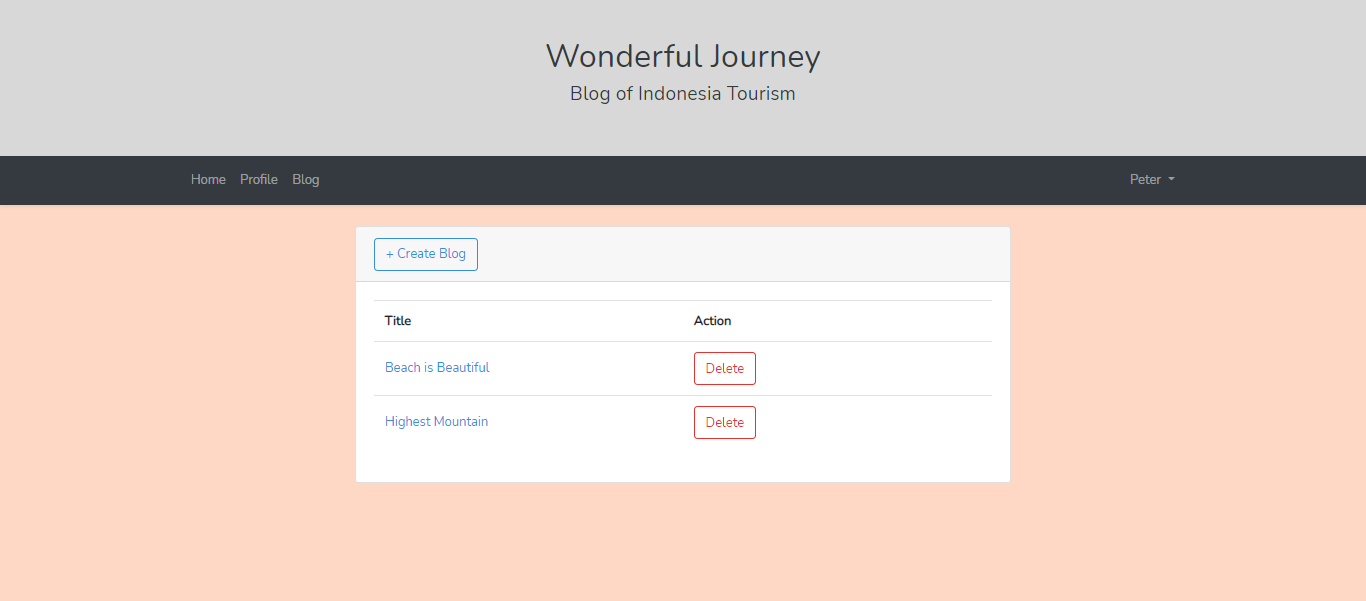 Wonderful Journey
Blog of Indonesia Tourism
Home Profile Blog Peter
+ Create Blog
Title Action
Beach is Beautiful Delete
Highest Mountain Delete